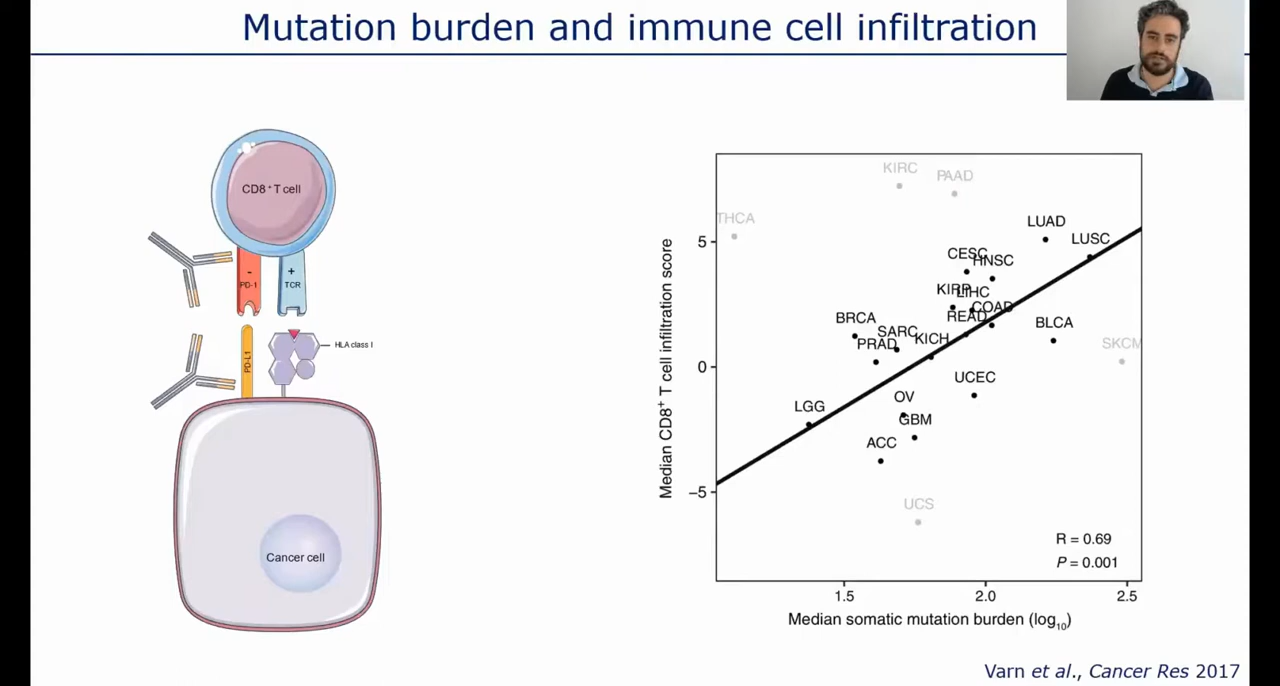 Mutation burden and immune cell infiltration
CD8+ T cell
-
PD-1
+
TCR
PD-L1
HLA class I
Cancer cell
Median CD8+ T cell infiltration score
5
0
−5
KIRC
PAAD
THCA
LUAD
LUSC
CESC
HNSC
KIRP
LIHC
COAD
READ
BRCA
SARC
PRAD
KICH
BLCA
SKCM
UCEC
LGG
OV
GBM
ACC
UCS
R = 0.69
P = 0.001
1.5
2.0
2.5
Median somatic mutation burden (log10)
Varn et al., Cancer Res 2017